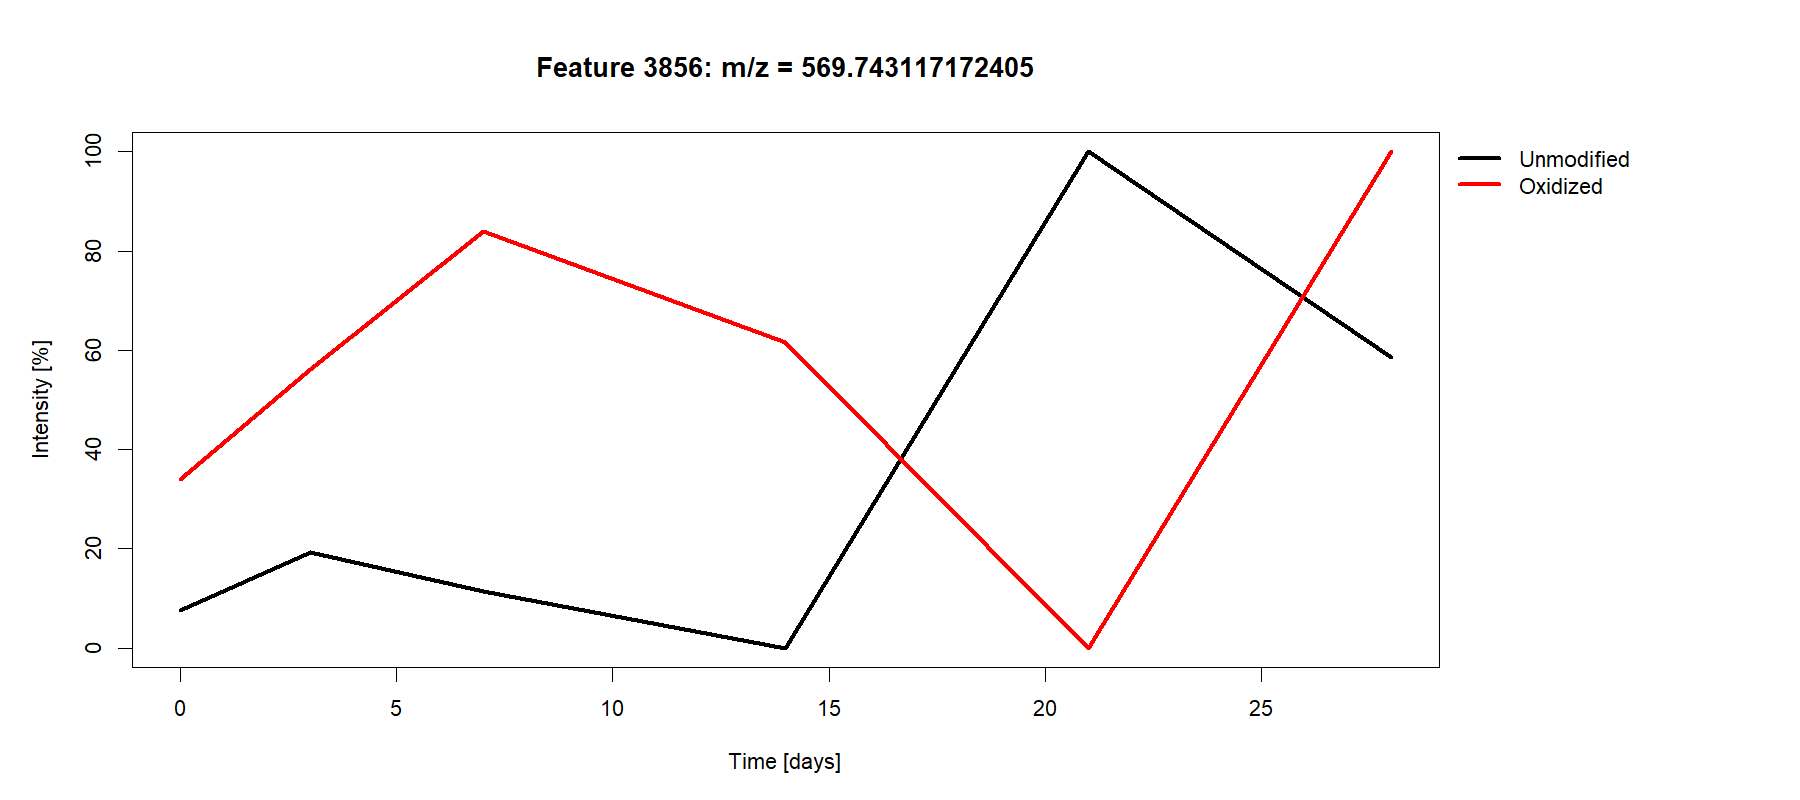 Feature 3856: m/z = 569.743117172405
Unmodified
Oxidized
Intensity [%]
100
80
60
40
20
0
0 5 10 15 20 25
Time [days]